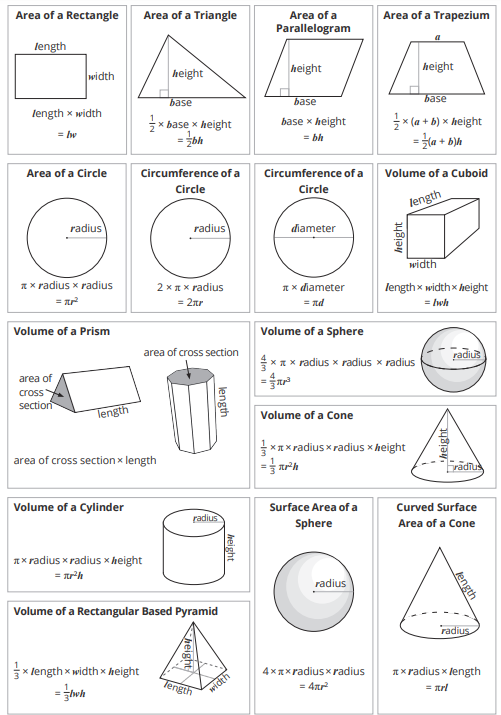 Area of a Rectangle
length
width
length × width
= lw
Area of a Triangle
height
base
1/2 × base × height
= 1/2bh
Area of a
Parallelogram
height
base
base × height
= bh
Area of a Trapezium
a
height
base
1/2 × (a + b) × height
= 1/2(a + b)h
Area of a Circle
radius
π × radius × radius
= πr²
Circumference of a
Circle
radius
2 × π × radius
= 2πr
Circumference of a
Circle
diameter
π × diameter
= πd
Volume of a Cuboid
length
height
width
length × width × height
= lwh
Volume of a Prism
area of cross section
area of
cross
section
length
length
area of cross section × length
Volume of a Sphere
4/3 × π × radius × radius × radius
= 4/3πr³
radius
Volume of a Cone
1/3 × π × radius × radius × height
= 1/3 πr²h
height
radius
Volume of a Cylinder
radius
height
π × radius × radius × height
= πr²h
Surface Area of a
Sphere
radius
4 × π × radius × radius
= 4πr²
Curved Surface
Area of a Cone
length
radius
π × radius × length
= πrl
Volume of a Rectangular Based Pyramid
height
length
width
1/3 × length × width × height
= 1/3lwh